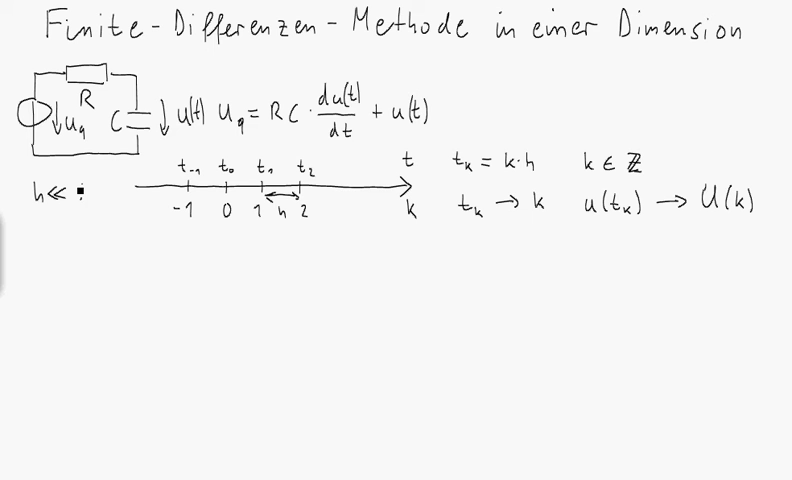 Finite-Differenzen-Methode in einer Dimension
R
u_q
C
u(t)
u_q = RC · du(t)/dt + u(t)
t_-1 t_0 t_1 t_2 t
t_k = k·h k ∈ ℤ
h ≪
-1 0 1 h 2 k
t_k → k u(t_k) → U(k)